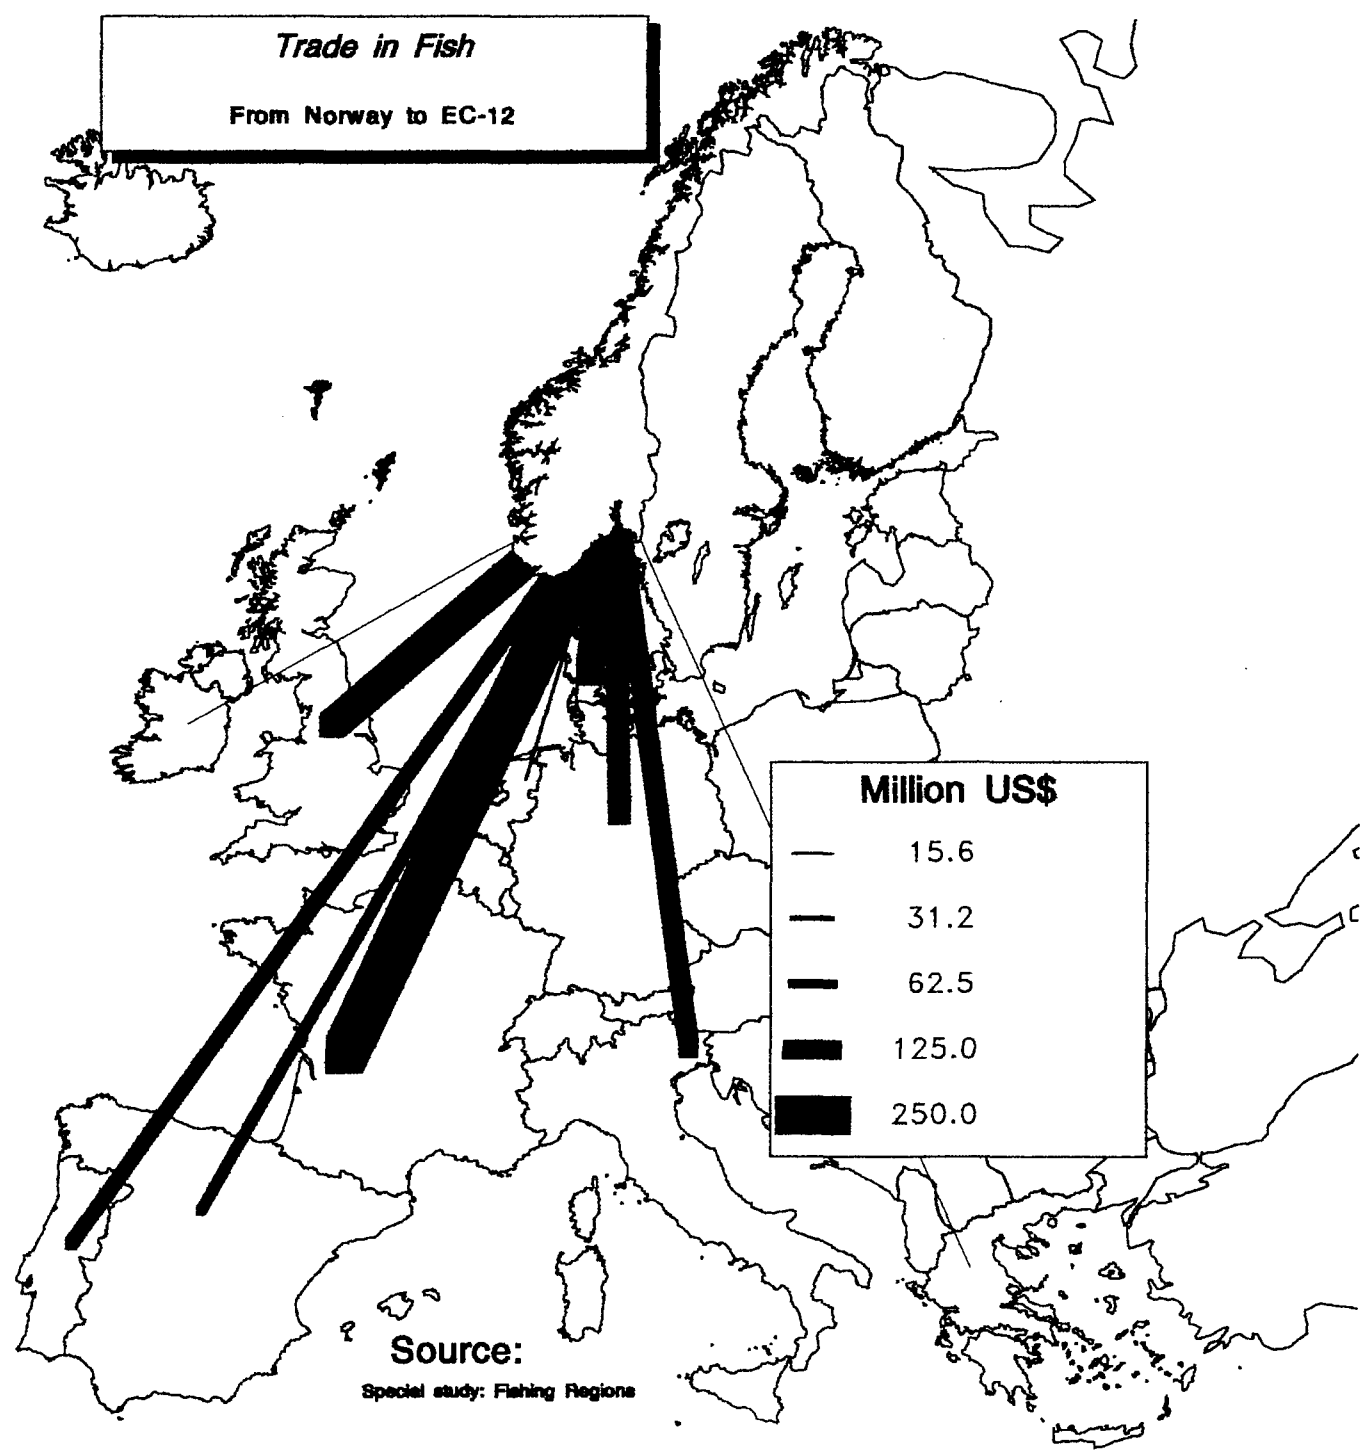 Trade in Fish
From Norway to EC-12
Million US$
15.6
31.2
62.5
125.0
250.0
Source:
Special study: Fishing Regions